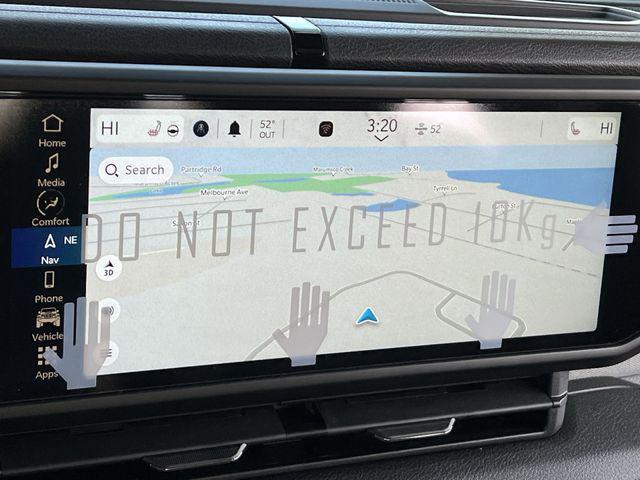 HI
52°
OUT
3:20
52
HI
Home
Media
Comfort
NE
Nav
Phone
Vehicle
Apps
Search
Partridge Rd
Marumsco Creek
Bay St
Melbourne Ave
Tyrrell Ln
3D
DO NOT EXCEED 10Kg